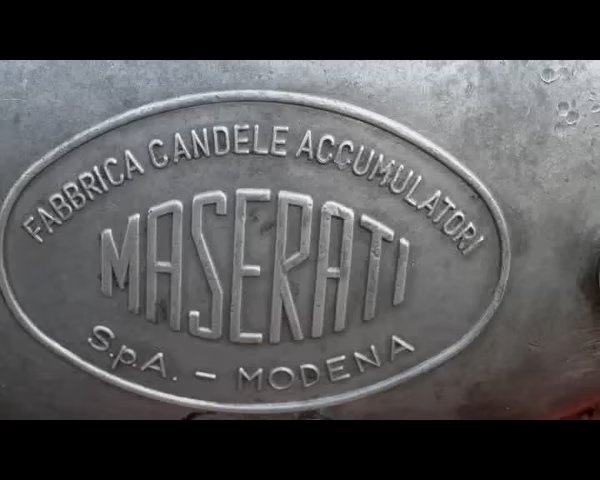 FABBRICA CANDELE ACCUMULATORI
MASERATI
S.p.A. - MODENA